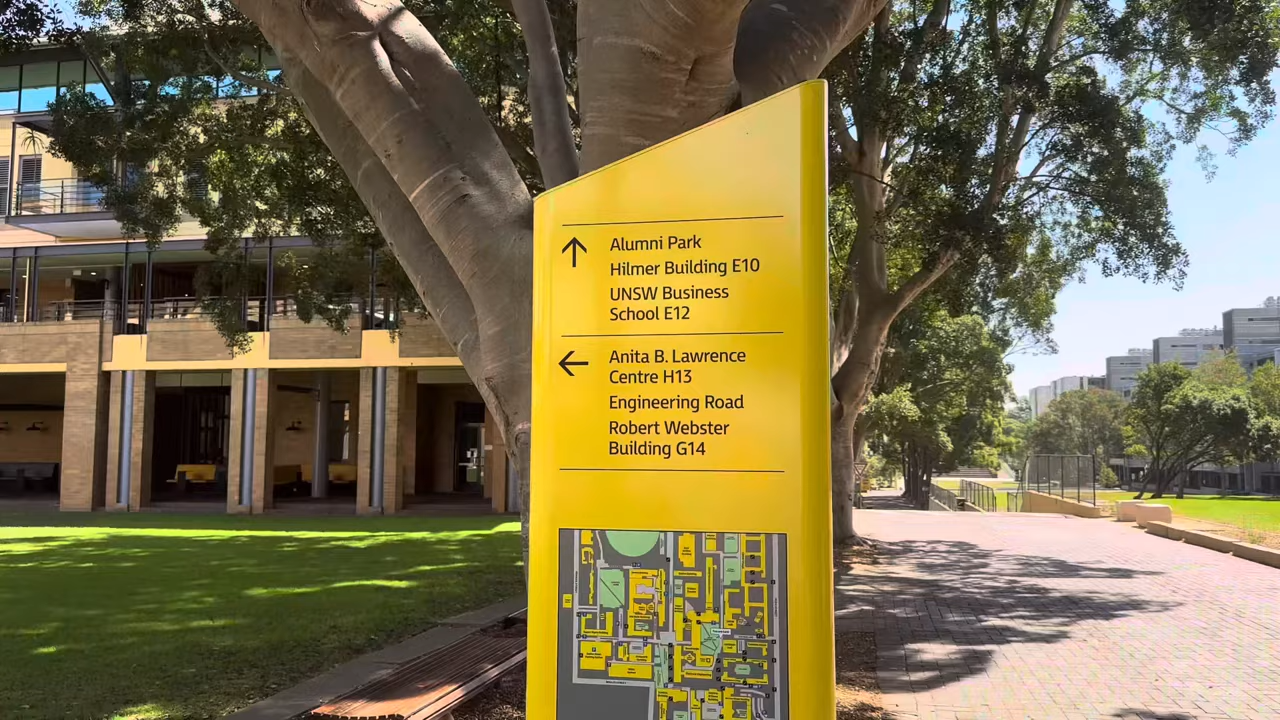 Alumni Park
Hilmer Building E10
UNSW Business
School E12
Anita B. Lawrence
Centre H13
Engineering Road
Robert Webster
Building G14